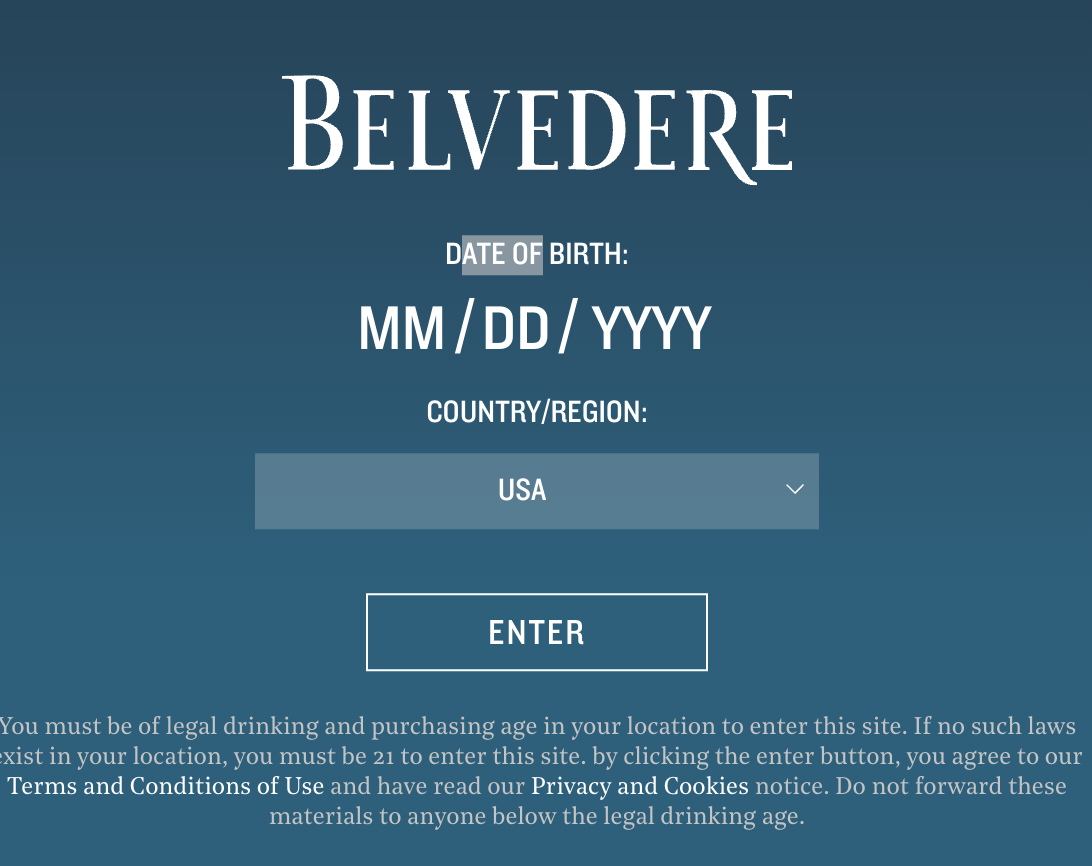 BELVEDERE
DATE OF BIRTH:
MM / DD / YYYY
COUNTRY/REGION:
USA
ENTER
You must be of legal drinking and purchasing age in your location to enter this site. If no such laws
exist in your location, you must be 21 to enter this site. by clicking the enter button, you agree to our
Terms and Conditions of Use and have read our Privacy and Cookies notice. Do not forward these
materials to anyone below the legal drinking age.